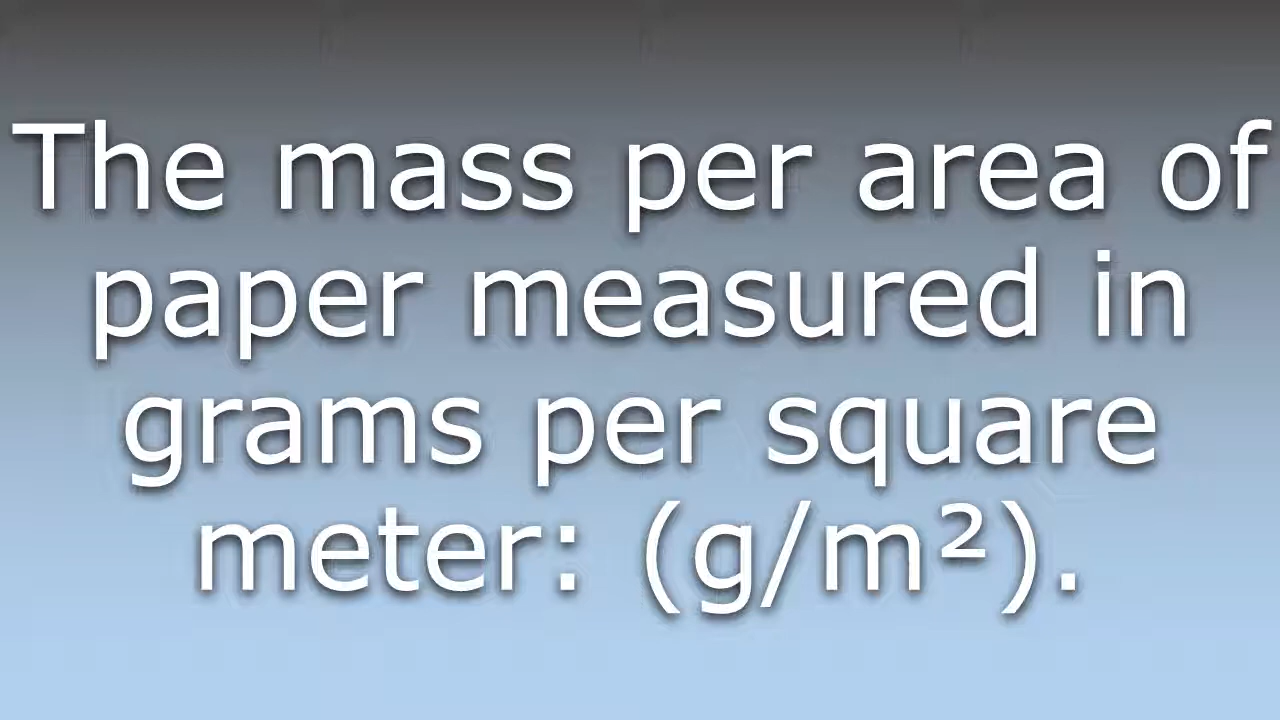 The mass per area of
paper measured in
grams per square
meter: (g/m²).